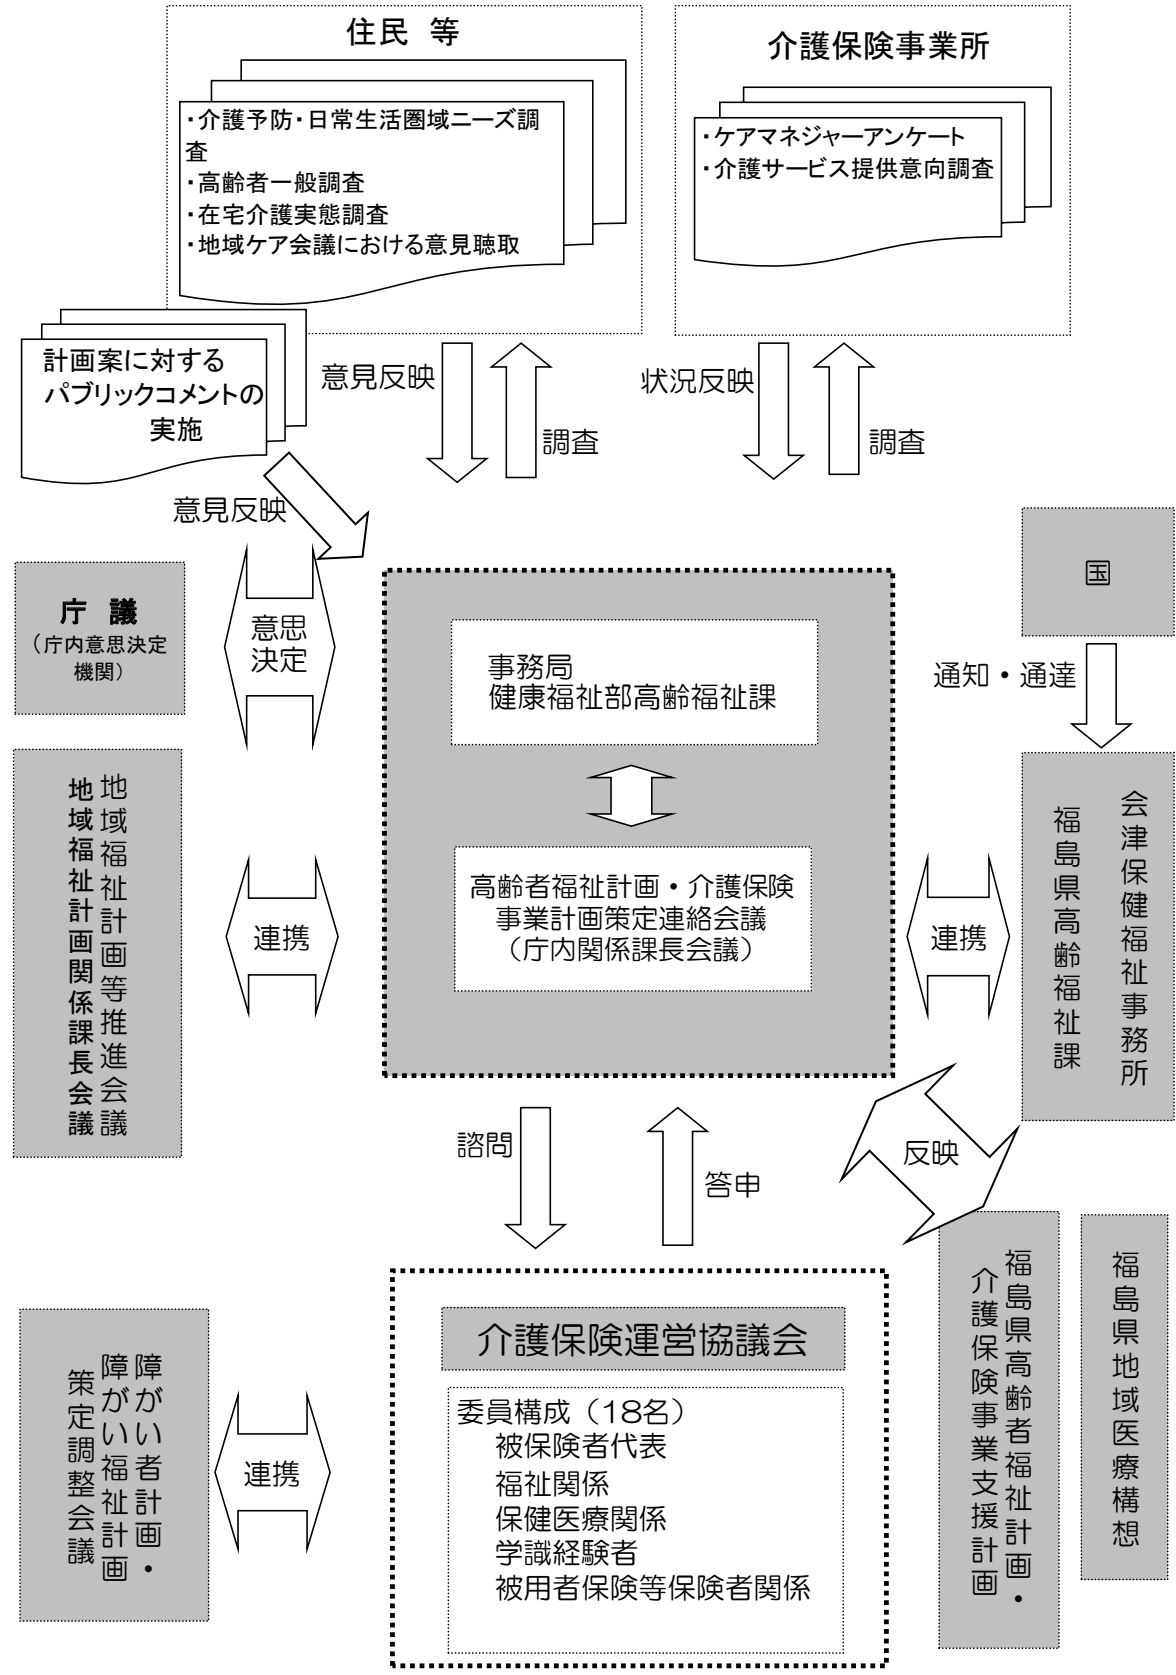 住民 等
・介護予防・日常生活圏域ニーズ調
査
・高齢者一般調査
・在宅介護実態調査
・地域ケア会議における意見聴取
介護保険事業所
・ケアマネジャーアンケート
・介護サービス提供意向調査
計画案に対する
パブリックコメントの
実施
意見反映
調査
状況反映
調査
意見反映
庁 議
（庁内意思決定
機関）
意思
決定
事務局
健康福祉部高齢福祉課
国
通知・通達
地域福祉計画等推進会議
地域福祉計画関係課長会議
連携
高齢者福祉計画・介護保険
事業計画策定連絡会議
（庁内関係課長会議）
連携
会津保健福祉事務所
福島県高齢福祉課
諮問
答申
反映
介護保険運営協議会
委員構成（18名）
被保険者代表
福祉関係
保健医療関係
学識経験者
被用者保険等保険者関係
障がい者計画・
障がい福祉計画
策定調整会議
連携
福島県高齢者福祉計画・
介護保険事業支援計画
福島県地域医療構想